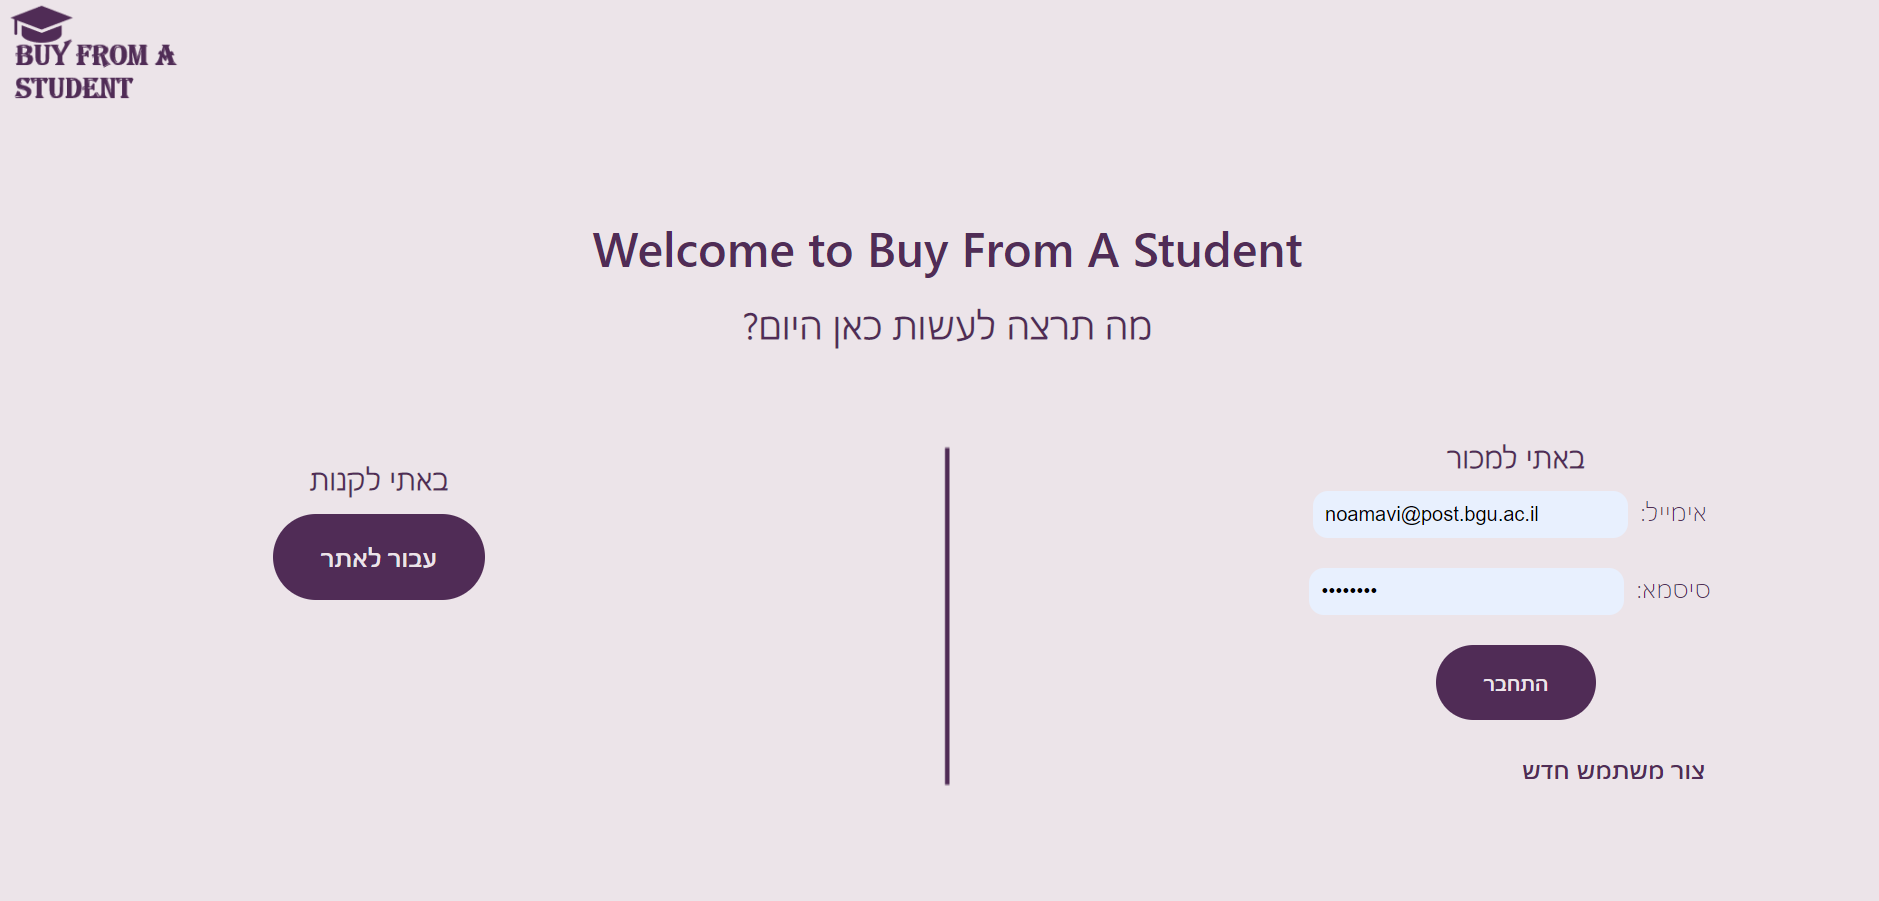 BUY FROM A
STUDENT
Welcome to Buy From A Student
מה תרצה לעשות כאן היום?
באתי למכור
אימייל:
noamavi@post.bgu.ac.il
סיסמא:
••••••••
התחבר
צור משתמש חדש
באתי לקנות
עבור לאתר